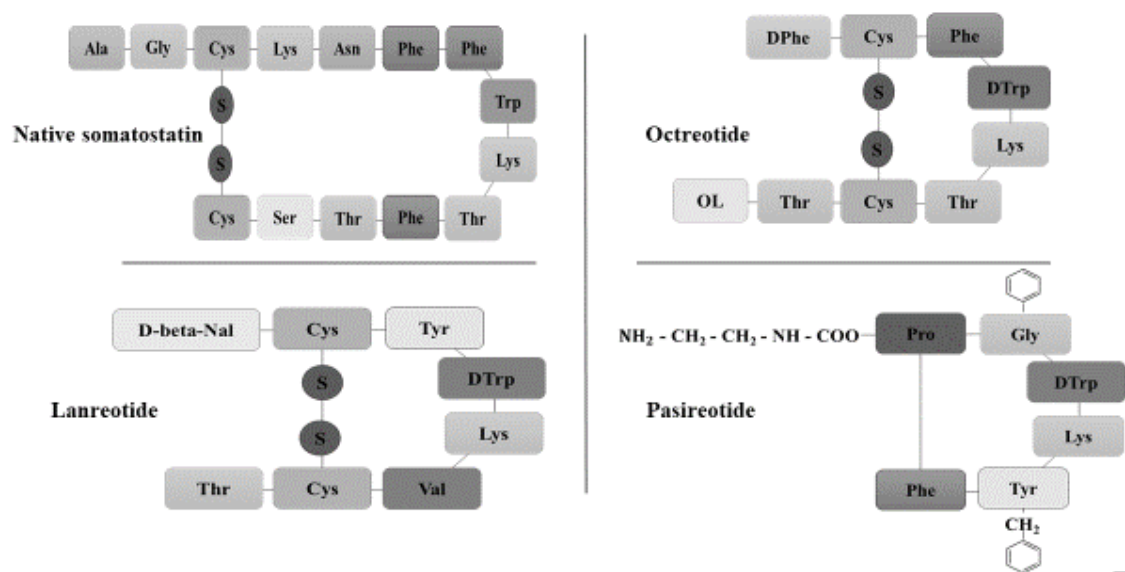 Ala Gly Cys Lys Asn Phe Phe
S
Trp
Native somatostatin
S
Lys
Cys Ser Thr Phe Thr
DPhe Cys Phe
S
DTrp
Octreotide
S
Lys
OL Thr Cys Thr
D-beta-Nal Cys Tyr
S
DTrp
Lanreotide
S
Lys
Thr Cys Val
NH₂ - CH₂ - CH₂ - NH - COO Pro Gly
DTrp
Pasireotide
Lys
Phe Tyr
CH₂